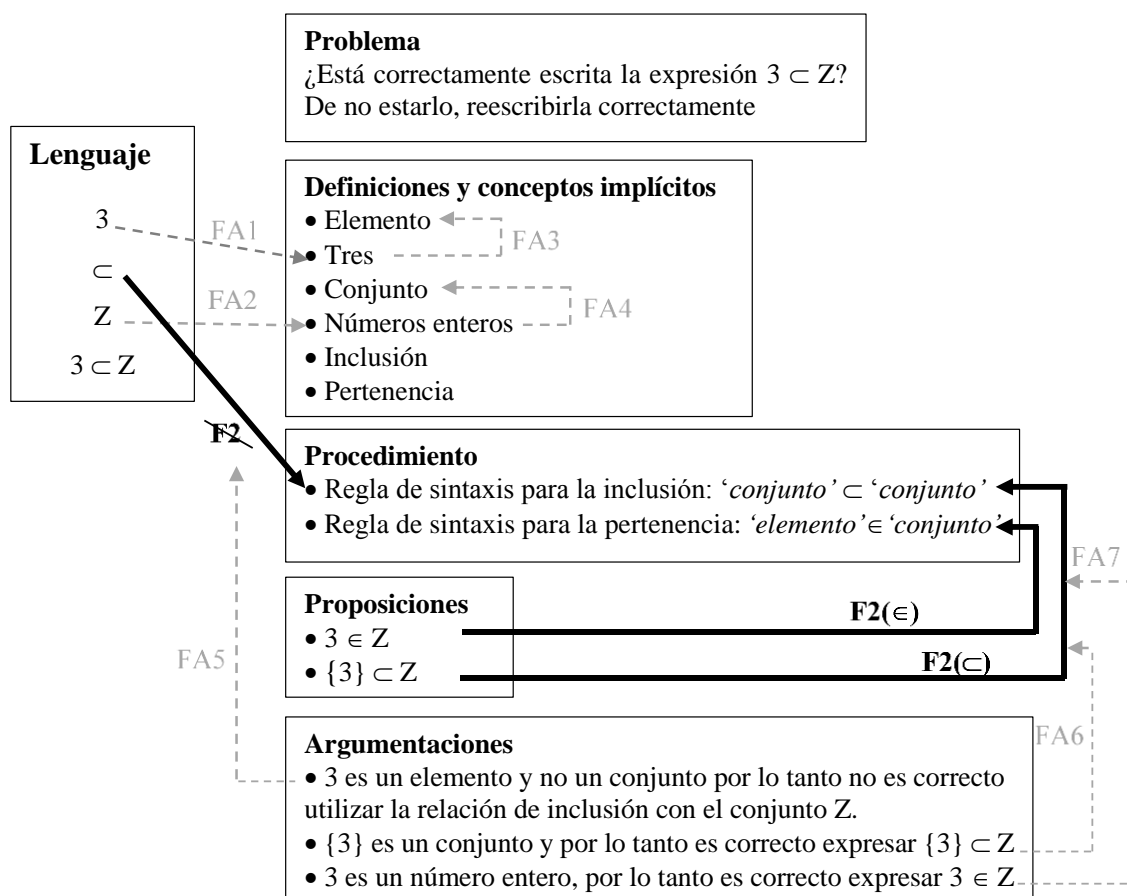 Problema
¿Está correctamente escrita la expresión 3 ⊂ Z?
De no estarlo, reescribirla correctamente
Lenguaje
3
⊂
Z
3 ⊂ Z
FA1
FA2
Definiciones y conceptos implícitos
• Elemento
• Tres
• Conjunto
• Números enteros
• Inclusión
• Pertenencia
FA3
FA4
F2
Procedimiento
• Regla de sintaxis para la inclusión: ‘conjunto’ ⊂ ‘conjunto’
• Regla de sintaxis para la pertenencia: ‘elemento’ ∈ ‘conjunto’
FA7
Proposiciones
• 3 ∈ Z
• {3} ⊂ Z
F2(∈)
F2(⊂)
FA5
FA6
Argumentaciones
• 3 es un elemento y no un conjunto por lo tanto no es correcto
utilizar la relación de inclusión con el conjunto Z.
• {3} es un conjunto y por lo tanto es correcto expresar {3} ⊂ Z
• 3 es un número entero, por lo tanto es correcto expresar 3 ∈ Z